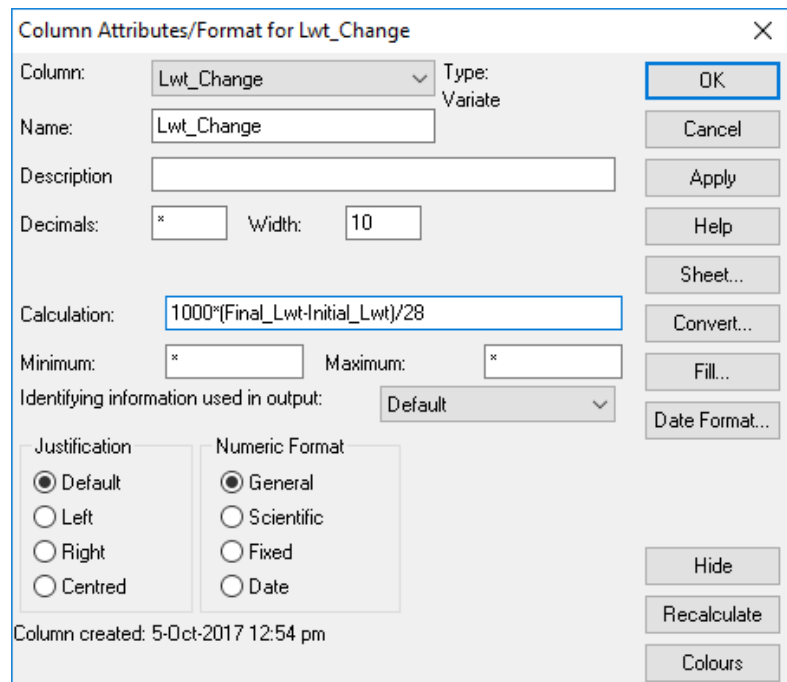 Column Attributes/Format for Lwt_Change
Column:
Lwt_Change
Type:
Variate
OK
Name:
Lwt_Change
Cancel
Description
Apply
Decimals:
*
Width:
10
Help
Sheet...
Calculation:
1000*(Final_Lwt-Initial_Lwt)/28
Convert...
Minimum:
*
Maximum:
*
Fill...
Identifying information used in output:
Default
Date Format...
Justification
Default
Left
Right
Centred
Numeric Format
General
Scientific
Fixed
Date
Hide
Recalculate
Colours
Column created: 5-Oct-2017 12:54 pm